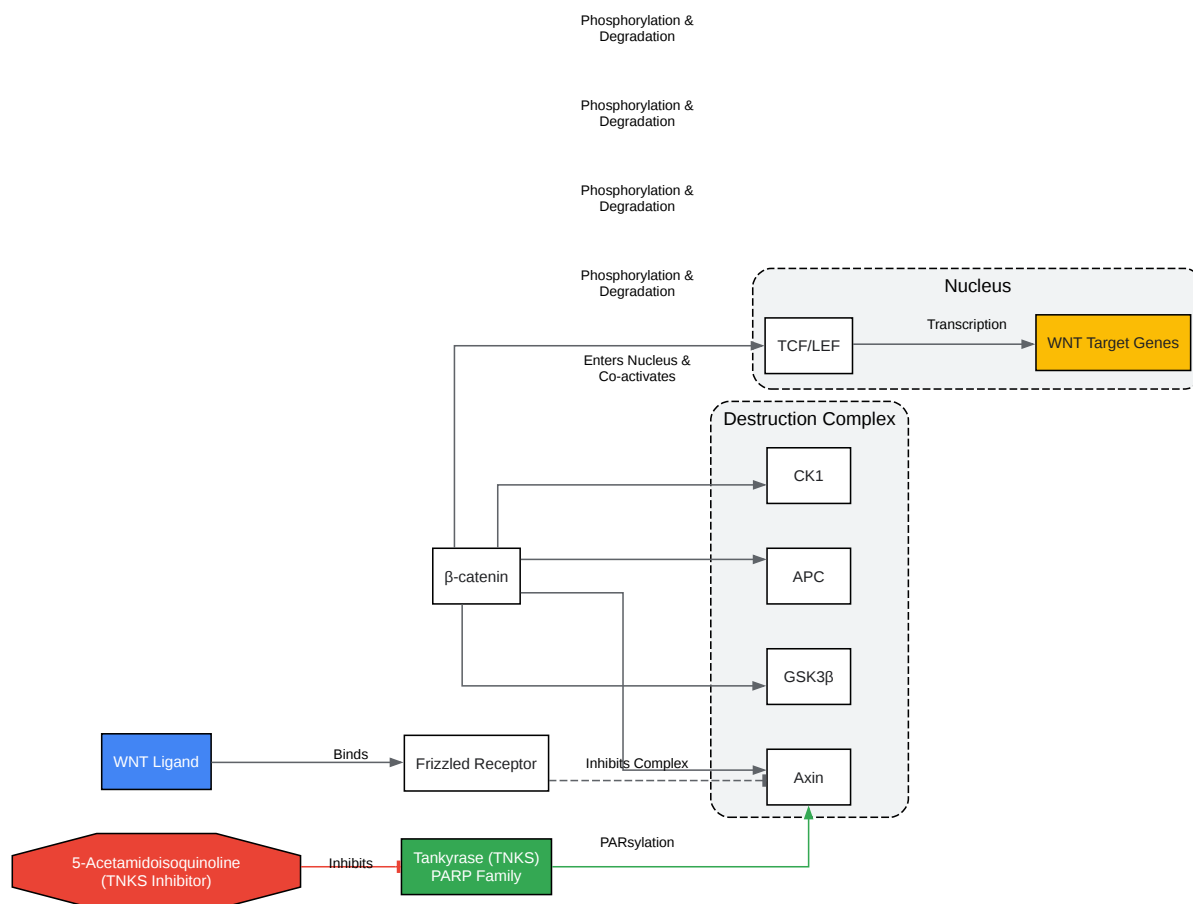 Phosphorylation &
Degradation
Phosphorylation &
Degradation
Phosphorylation &
Degradation
Phosphorylation &
Degradation
Nucleus
Transcription
TCF/LEF
WNT Target Genes
Enters Nucleus &
Co-activates
Destruction Complex
CK1
β-catenin
APC
GSK3β
WNT Ligand
Binds
Frizzled Receptor
Inhibits Complex
Axin
5-Acetamidoisoquinoline
(TNKS Inhibitor)
Inhibits
Tankyrase (TNKS)
PARP Family
PARsylation